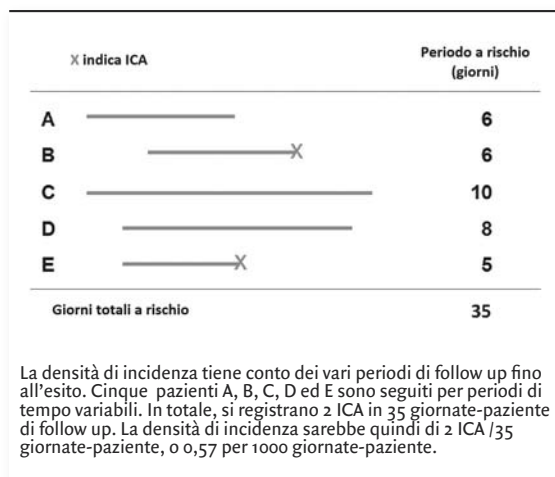 X indica ICA
Periodo a rischio
(giorni)
A 6
B X 6
C 10
D 8
E X 5
Giorni totali a rischio 35
La densità di incidenza tiene conto dei vari periodi di follow up fino
all'esito. Cinque pazienti A, B, C, D ed E sono seguiti per periodi di
tempo variabili. In totale, si registrano 2 ICA in 35 giornate-paziente
di follow up. La densità di incidenza sarebbe quindi di 2 ICA /35
giornate-paziente, o 0,57 per 1000 giornate-paziente.